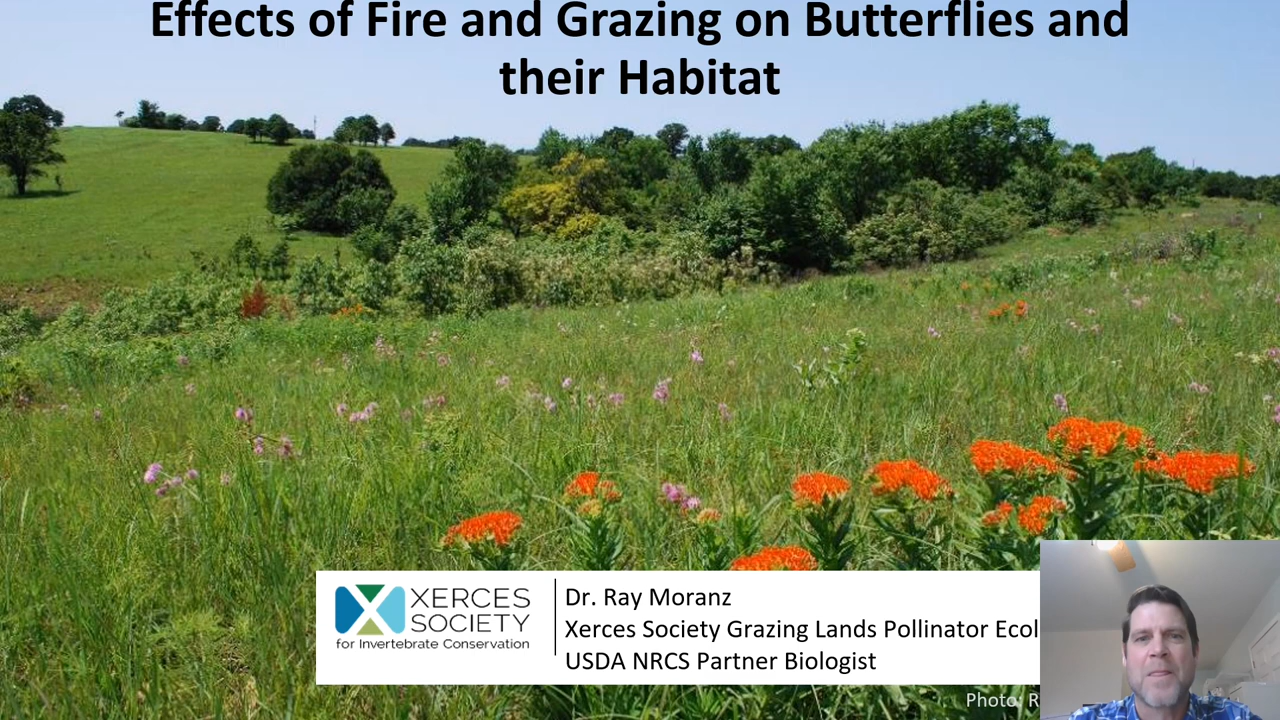 Effects of Fire and Grazing on Butterflies and
their Habitat
XERCES
SOCIETY
for Invertebrate Conservation
Dr. Ray Moranz
Xerces Society Grazing Lands Pollinator Ecol
USDA NRCS Partner Biologist
Photo: R